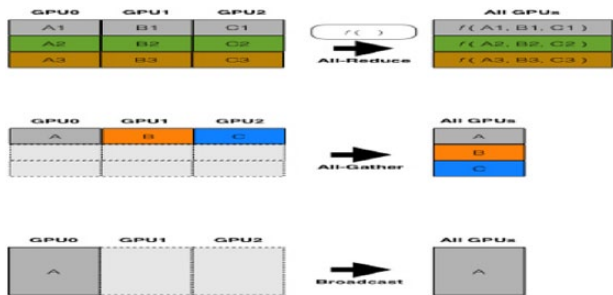 GPU0 GPU1 GPU2 All GPUs
A1 B1 C1 f( ) f( A1, B1, C1 )
A2 B2 C2 f( A2, B2, C2 )
A3 B3 C3 All-Reduce f( A3, B3, C3 )
GPU0 GPU1 GPU2 All GPUs
A B C A
B
All-Gather C
GPU0 GPU1 GPU2 All GPUs
A A
Broadcast